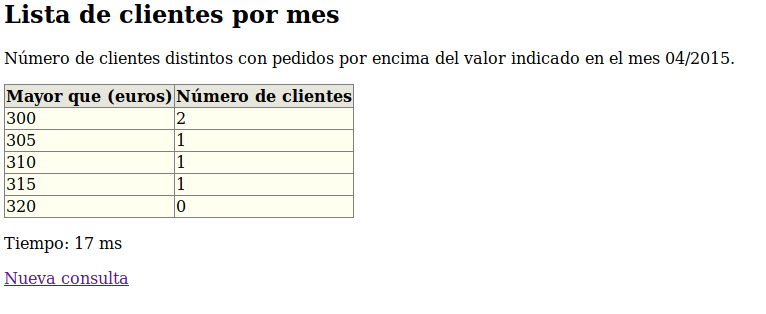 Lista de clientes por mes
Número de clientes distintos con pedidos por encima del valor indicado en el mes 04/2015.
Mayor que (euros) Número de clientes
300 2
305 1
310 1
315 1
320 0
Tiempo: 17 ms
Nueva consulta